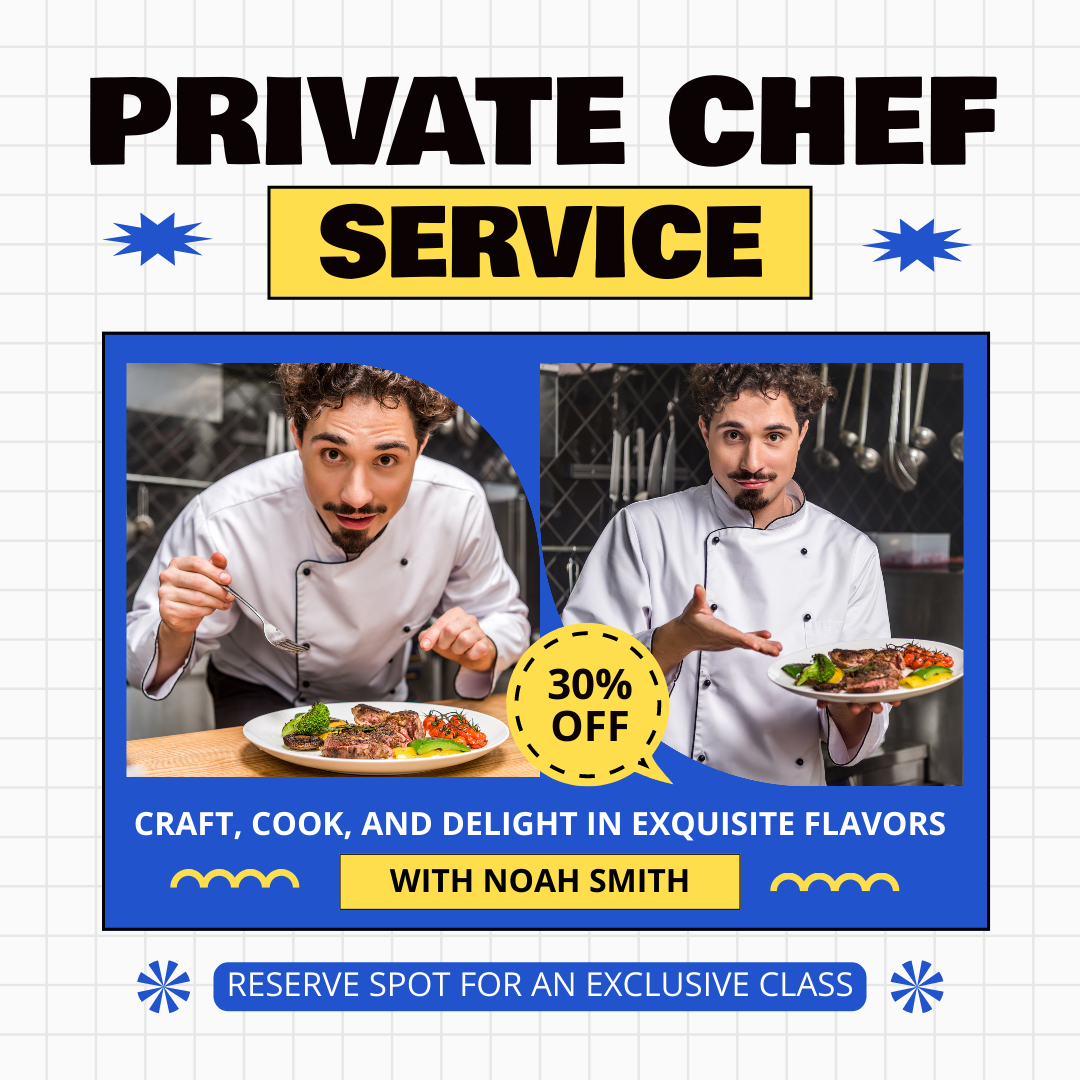 PRIVATE CHEF
SERVICE
30%
OFF
CRAFT, COOK, AND DELIGHT IN EXQUISITE FLAVORS
WITH NOAH SMITH
RESERVE SPOT FOR AN EXCLUSIVE CLASS